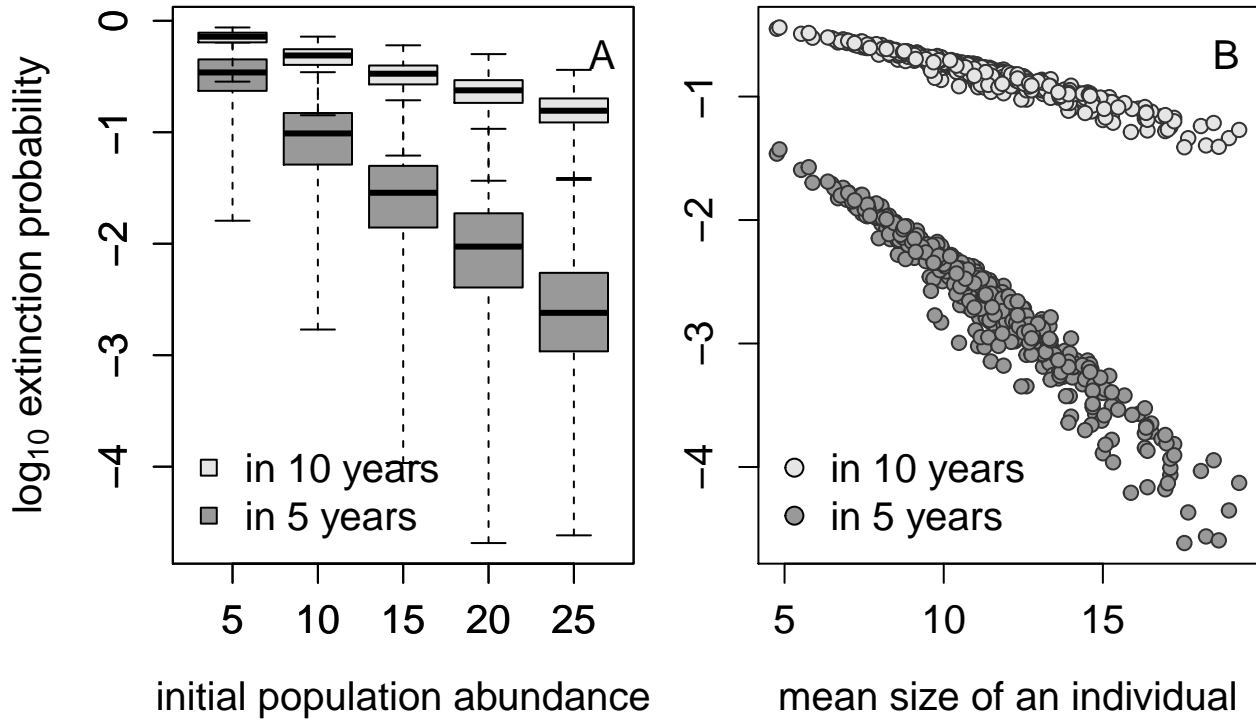 A
log₁₀ extinction probability
0
−1
−2
−3
−4
in 10 years
in 5 years
5 10 15 20 25
initial population abundance
B
−1
−2
−3
−4
in 10 years
in 5 years
5 10 15
mean size of an individual